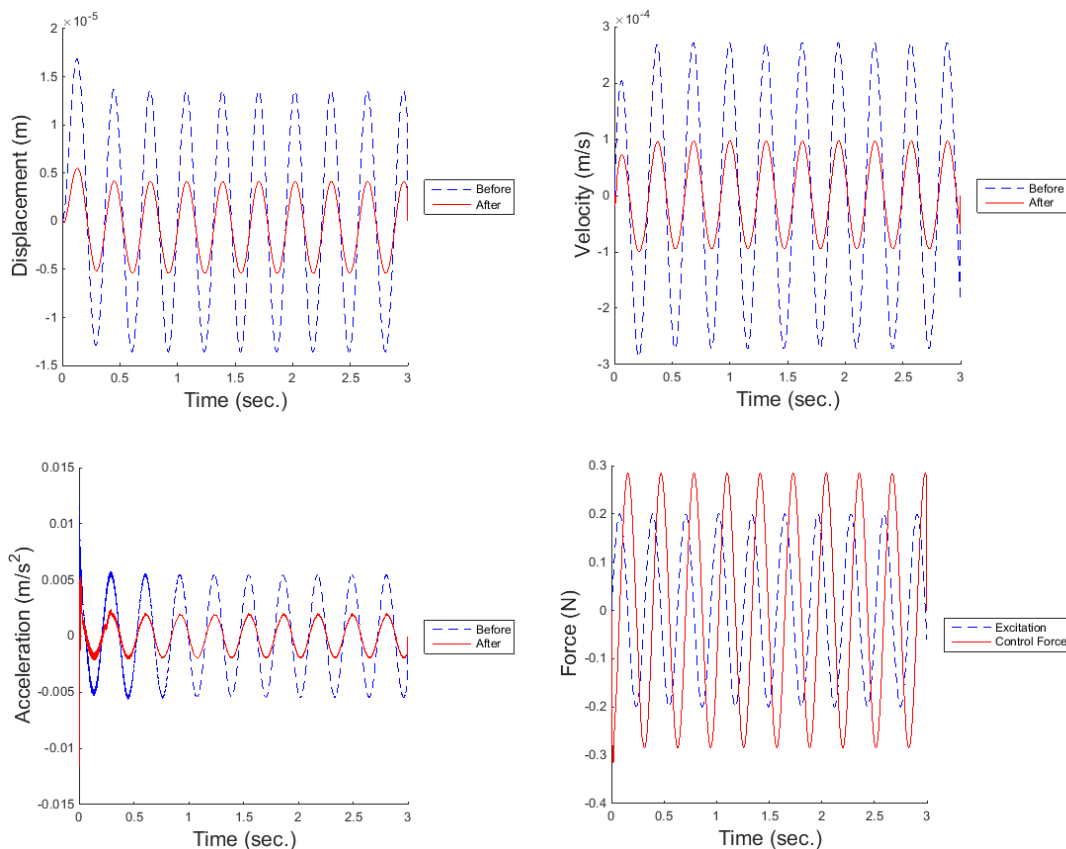 ×10⁻⁵
2
1.5
1
0.5
0
-0.5
-1
-1.5
0 0.5 1 1.5 2 2.5 3
Displacement (m)
Time (sec.)
Before
After
×10⁻⁴
3
2
1
0
-1
-2
-3
0 0.5 1 1.5 2 2.5 3
Velocity (m/s)
Time (sec.)
Before
After
0.015
0.01
0.005
0
-0.005
-0.01
-0.015
0 0.5 1 1.5 2 2.5 3
Acceleration (m/s²)
Time (sec.)
Before
After
0.3
0.2
0.1
0
-0.1
-0.2
-0.3
-0.4
0 0.5 1 1.5 2 2.5 3
Force (N)
Time (sec.)
Excitation
Control Force